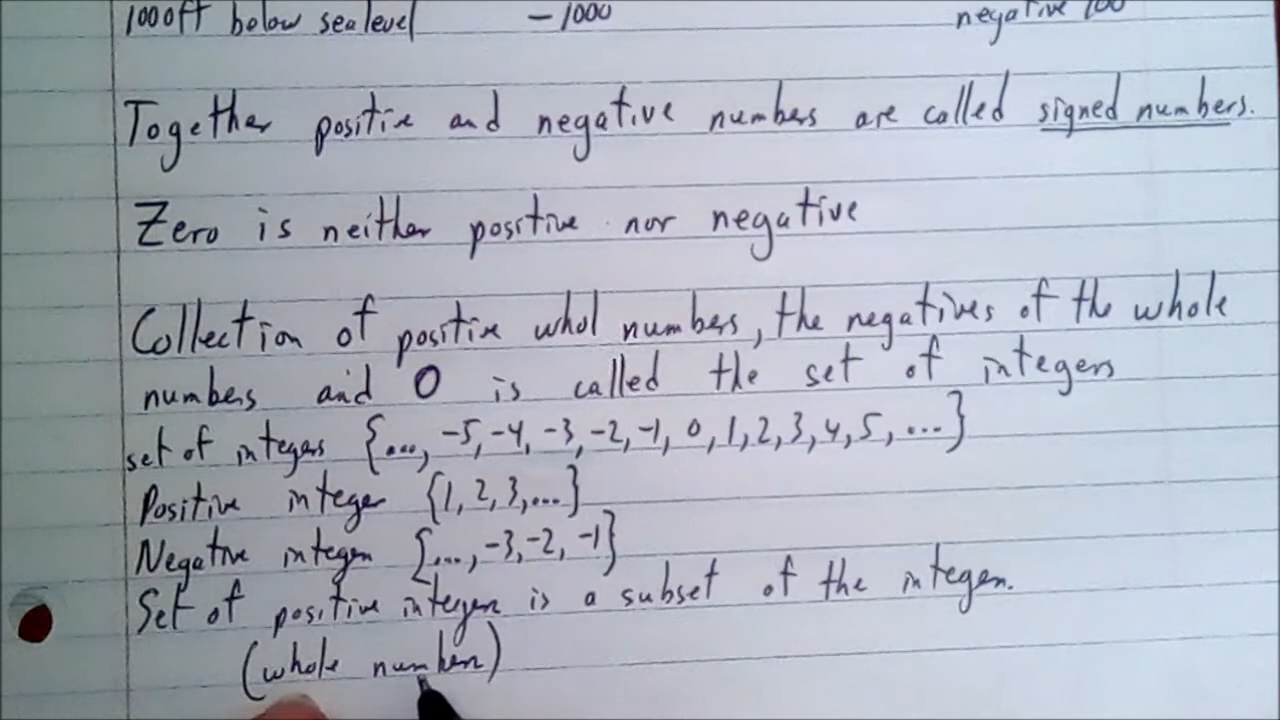 1000ft below sea level -1000 negative 100
Together positive and negative numbers are called signed numbers.
Zero is neither positive nor negative
Collection of positive whol numbers, the negatives of the whole
numbers and 0 is called the set of integers
set of integers {..., -5, -4, -3, -2, -1, 0, 1, 2, 3, 4, 5, ...}
Positive integer {1, 2, 3, ...}
Negative integers {..., -3, -2, -1}
Set of positive integers is a subset of the integers.
(whole numbers)